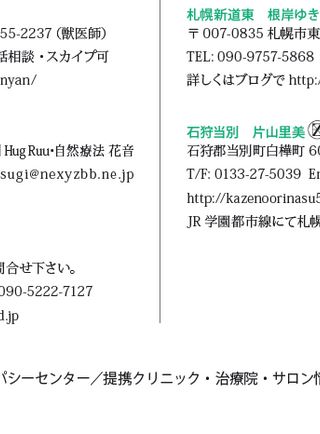 55-2237（獣医師）
話相談・スカイプ可
nyan/
Hug Ruu・自然療法 花音
sugi@nexyzbb.ne.jp
問合せ下さい。
090-5222-7127
d.jp
札幌新道東　根岸ゆき
〒007-0835 札幌市東
TEL: 090-9757-5868
詳しくはブログで http:/
石狩当別　片山里美
石狩郡当別町白樺町 60
T/F: 0133-27-5039 En
http://kazenoorinasu5
JR 学園都市線にて札幌
パシーセンター／提携クリニック・治療院・サロン情